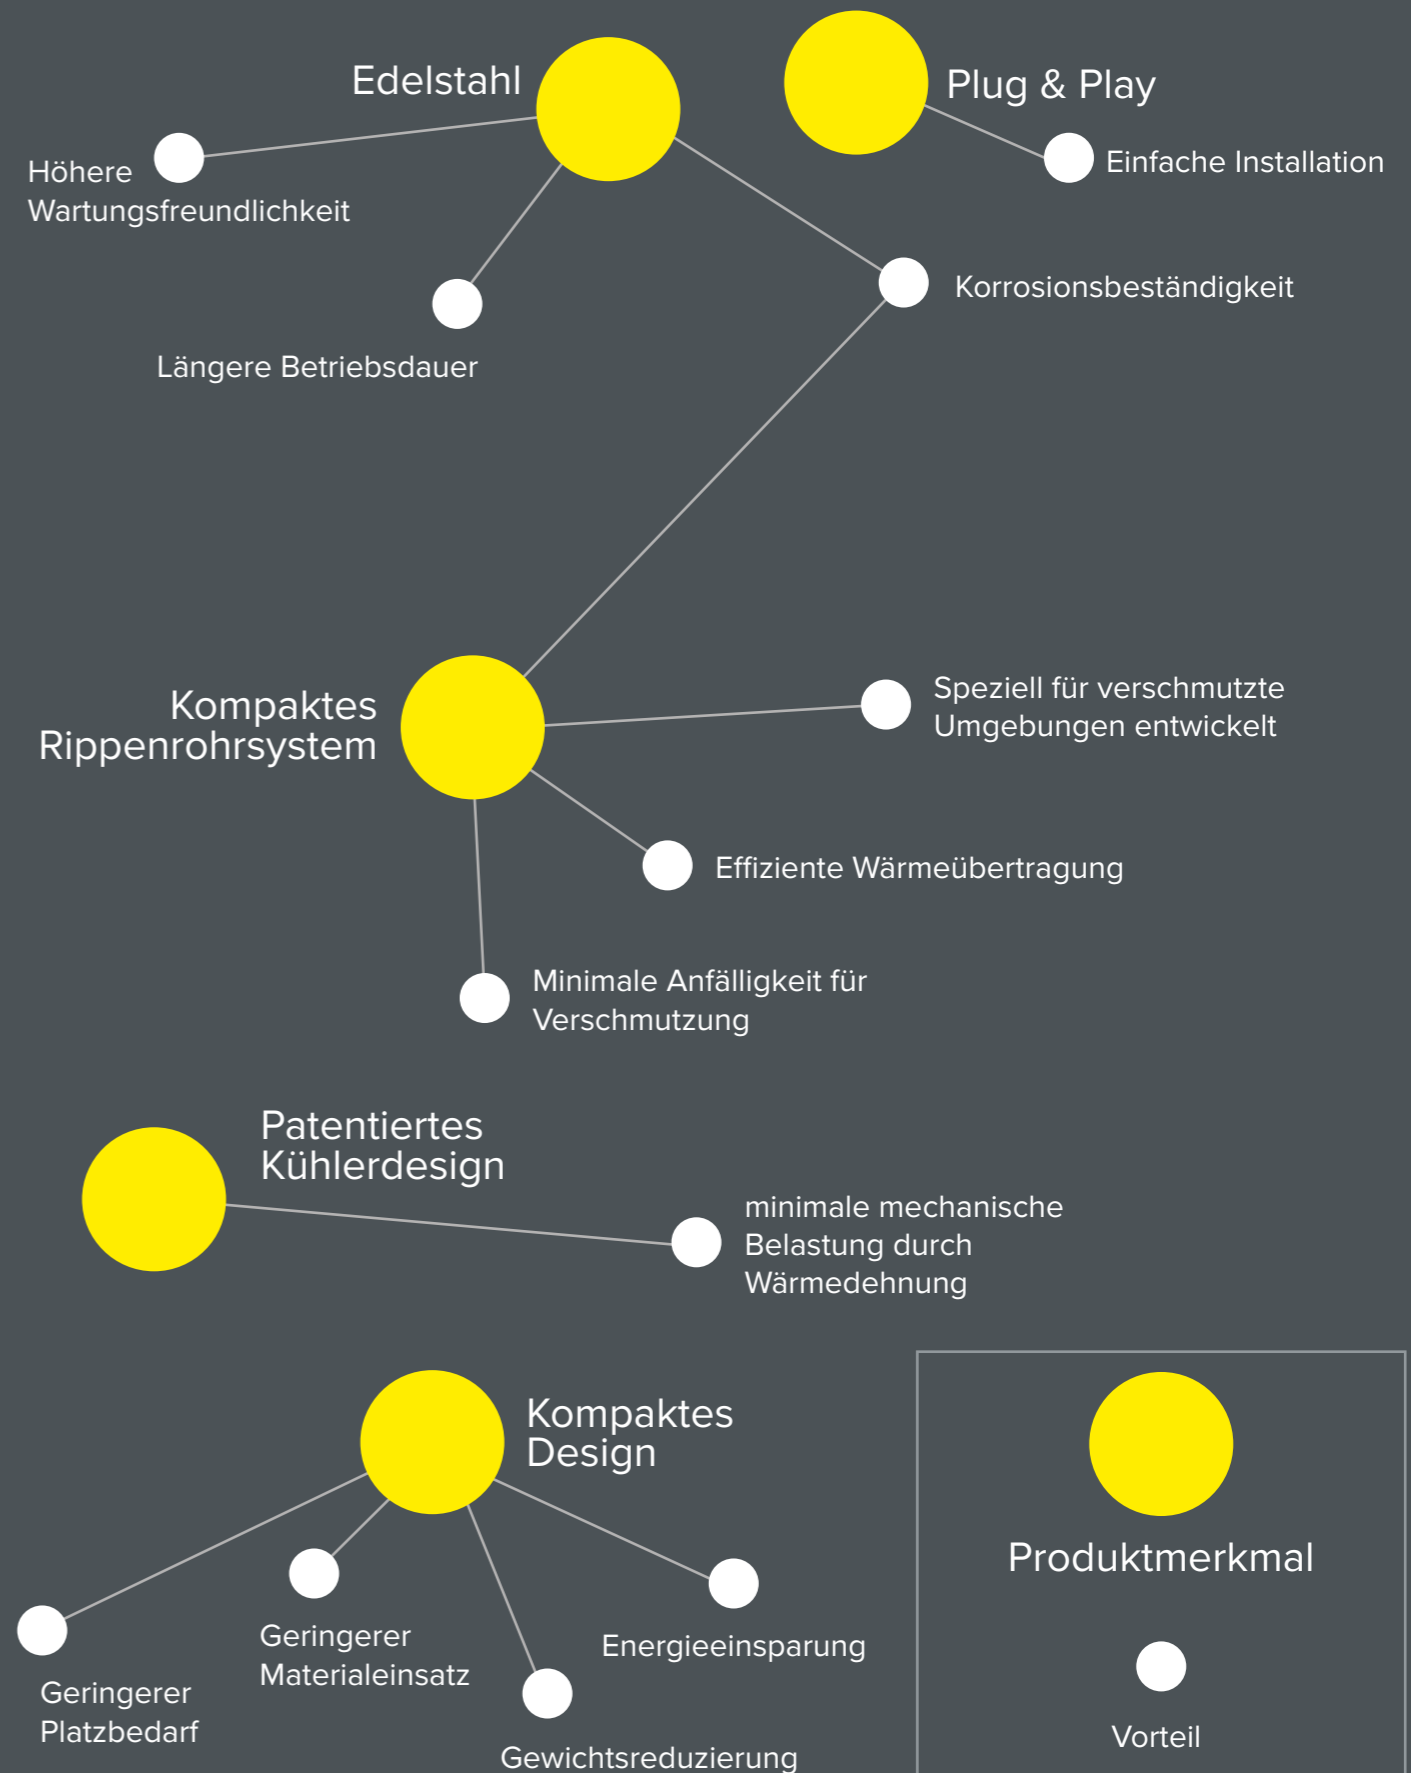 Edelstahl
Plug & Play
Höhere
Wartungsfreundlichkeit
Einfache Installation
Korrosionsbeständigkeit
Längere Betriebsdauer
Kompaktes
Rippenrohrsystem
Speziell für verschmutzte
Umgebungen entwickelt
Effiziente Wärmeübertragung
Minimale Anfälligkeit für
Verschmutzung
Patentiertes
Kühlerdesign
minimale mechanische
Belastung durch
Wärmedehnung
Kompaktes
Design
Geringerer
Platzbedarf
Geringerer
Materialeinsatz
Gewichtsreduzierung
Energieeinsparung
Produktmerkmal
Vorteil